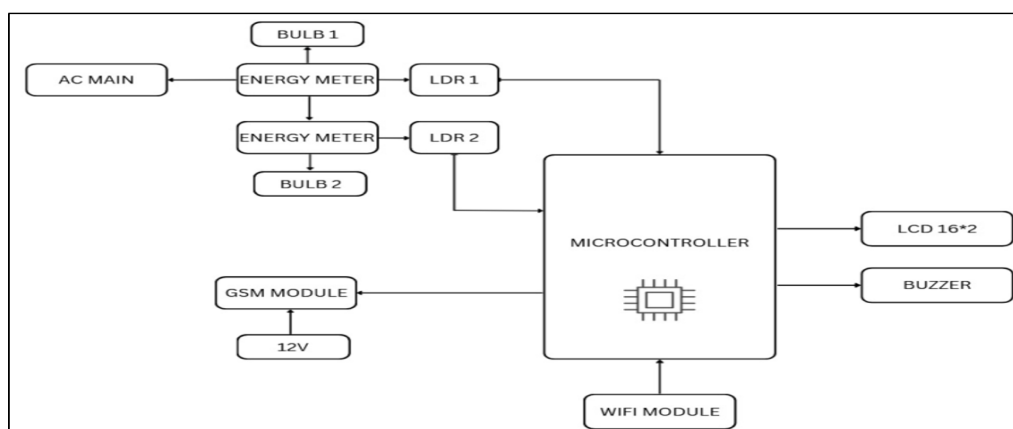 BULB 1
AC MAIN
ENERGY METER
LDR 1
ENERGY METER
LDR 2
BULB 2
MICROCONTROLLER
LCD 16*2
BUZZER
GSM MODULE
12V
WIFI MODULE